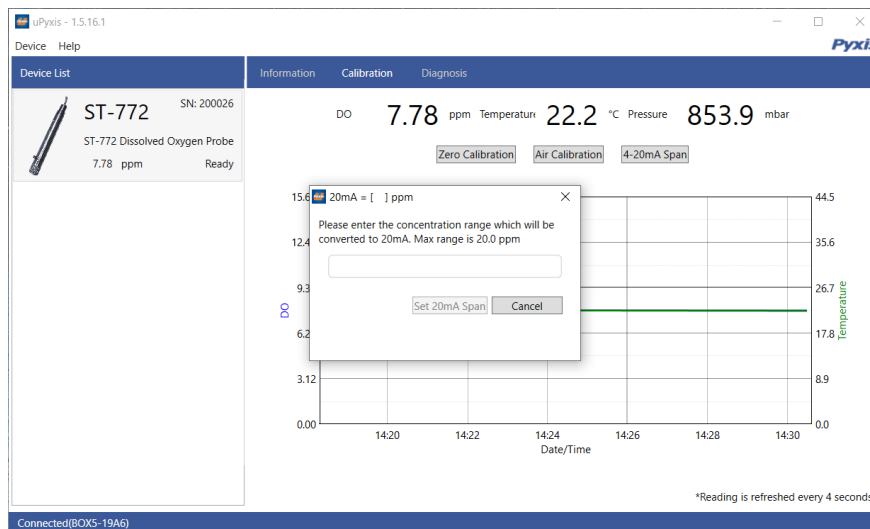 uPyxis - 1.5.16.1
Device Help
Pyxis
Device List
Information Calibration Diagnosis
ST-772 SN: 200026
ST-772 Dissolved Oxygen Probe
7.78 ppm Ready
DO 7.78 ppm Temperature 22.2 °C Pressure 853.9 mbar
Zero Calibration Air Calibration 4-20mA Span
20mA = [ ] ppm
Please enter the concentration range which will be
converted to 20mA. Max range is 20.0 ppm
Set 20mA Span Cancel
15.6
12.4
9.3
6.2
3.12
0.00
DO
44.5
35.6
26.7
17.8
8.9
0.0
Temperature
14:20 14:22 14:24 14:26 14:28 14:30
Date/Time
*Reading is refreshed every 4 seconds
Connected(BOX5-19A6)